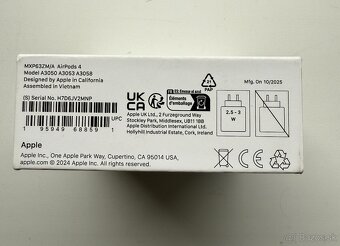 MXP63ZM/A AirPods 4
Model A3050 A3053 A3058
Designed by Apple in California
Assembled in Vietnam
(S) Serial No. H7D6JV2MNP
UPC
1 95949 68859 1
UK
CA
CE
Éléments
d'emballage
21
PAP
Apple UK Ltd., 2 Furzeground Way
Stockley Park, Middlesex, UB11 1BB
Apple Distribution International Ltd.
Hollyhill Industrial Estate, Cork, Ireland
Mfg. On 10/2025
2.5 - 3
W
Apple
Apple Inc., One Apple Park Way, Cupertino, CA 95014 USA
© 2024 Apple Inc. All rights reserved.